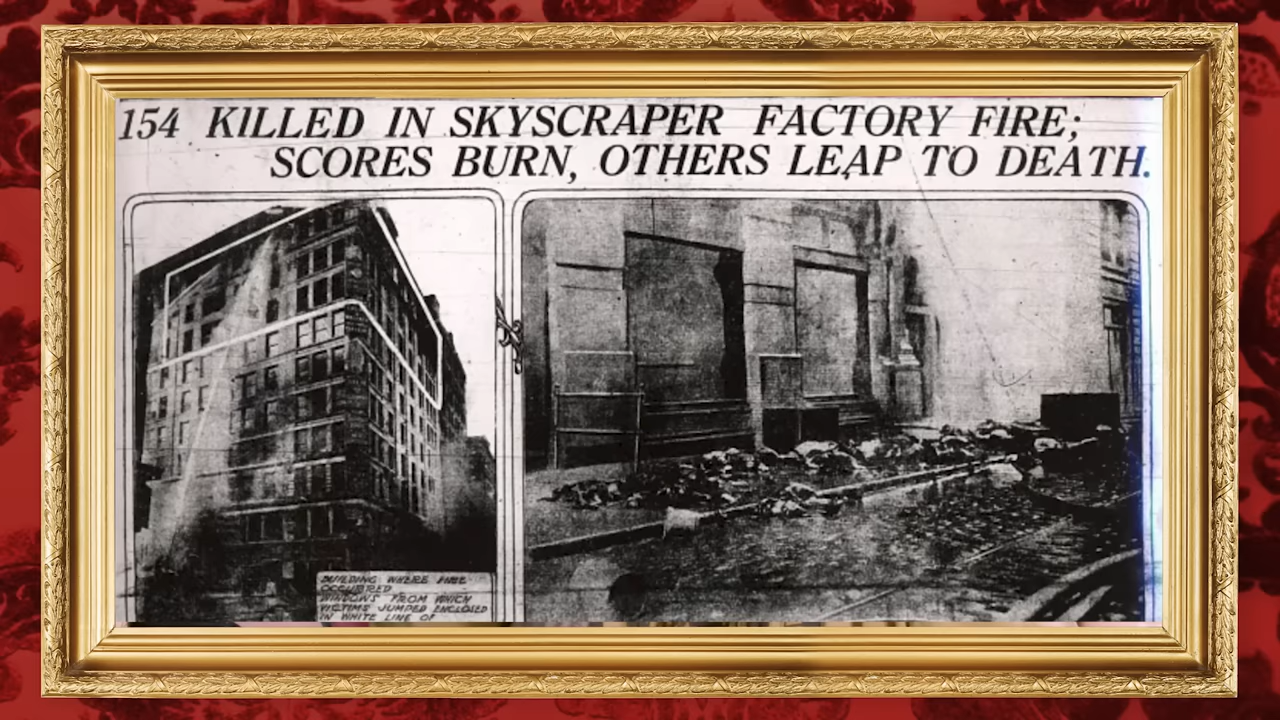 154 KILLED IN SKYSCRAPER FACTORY FIRE;
SCORES BURN, OTHERS LEAP TO DEATH.
BUILDING WHERE FIRE
OCCURRED
WINDOWS FROM WHICH
VICTIMS JUMPED ENCLOSED
IN WHITE LINE OF